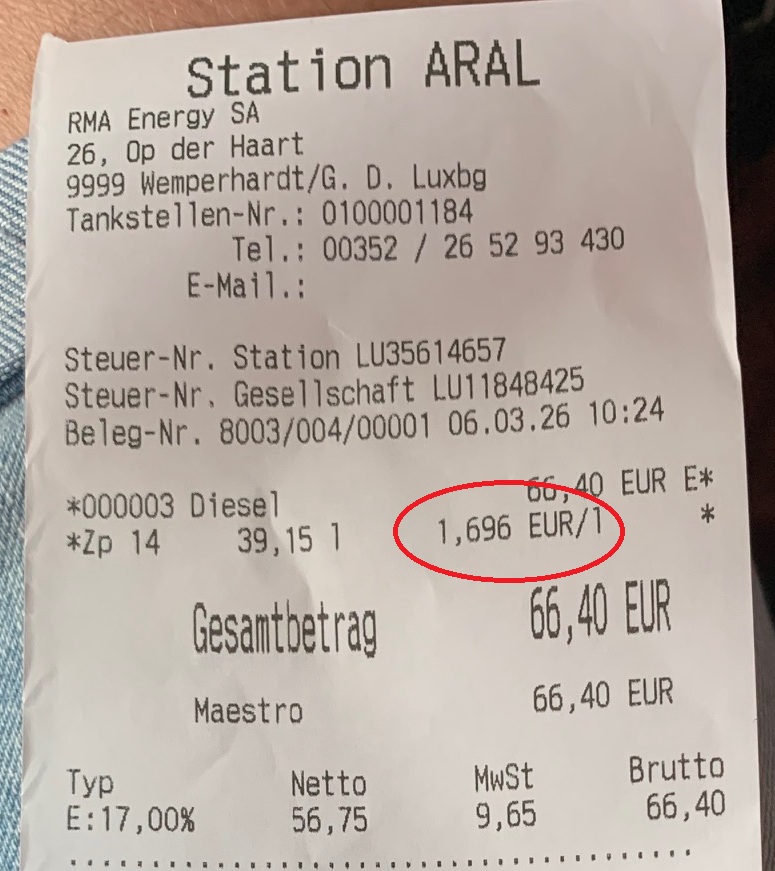 Station ARAL
RMA Energy SA
26, Op der Haart
9999 Wemperhardt/G. D. Luxbg
Tankstellen-Nr.: 0100001184
Tel.: 00352 / 26 52 93 430
E-Mail.:
Steuer-Nr. Station LU35614657
Steuer-Nr. Gesellschaft LU11848425
Beleg-Nr. 8003/004/00001 06.03.26 10:24
*000003 Diesel 66,40 EUR E*
*Zp 14 39,15 l 1,696 EUR/l *
Gesamtbetrag 66,40 EUR
Maestro 66,40 EUR
Typ Netto MwSt Brutto
E:17,00% 56,75 9,65 66,40